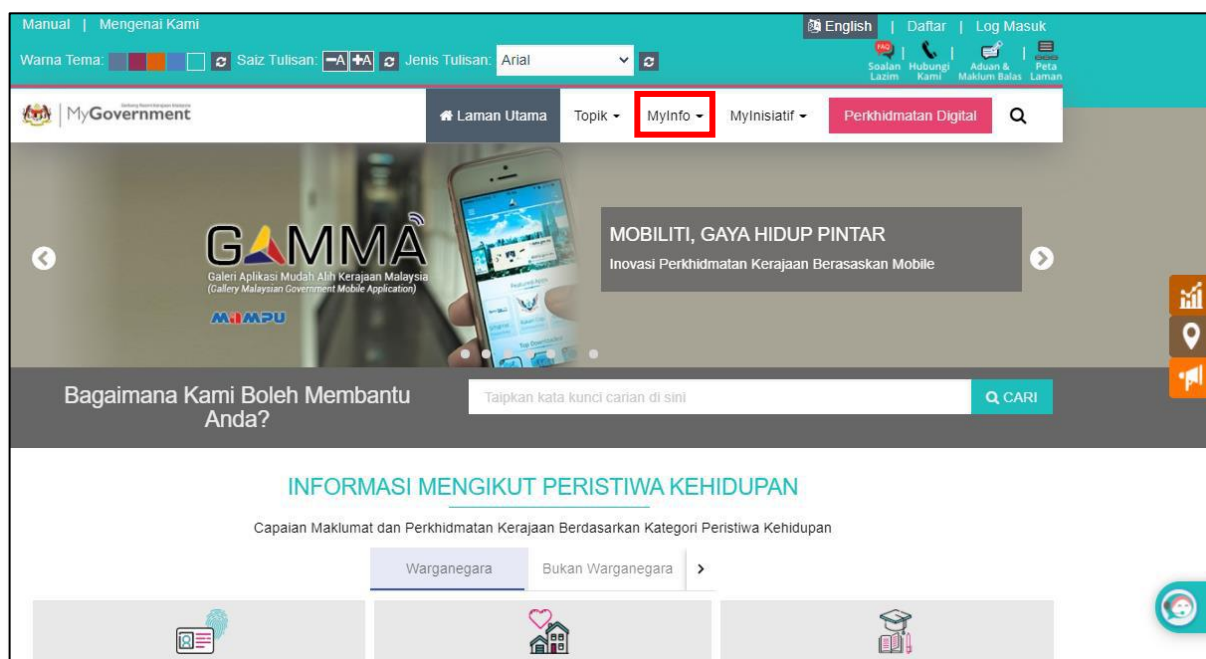 Manual | Mengenai Kami
English | Daftar | Log Masuk
Warna Tema: Saiz Tulisan: -A +A Jenis Tulisan: Arial
FAQ
Soalan Lazim
Hubungi Kami
Aduan & Maklum Balas
Peta Laman
MyGovernment
Laman Utama Topik MyInfo MyInisiatif Perkhidmatan Digital
GAMMA
Galeri Aplikasi Mudah Alih Kerajaan Malaysia
(Gallery Malaysian Government Mobile Application)
MAMPU
MOBILITI, GAYA HIDUP PINTAR
Inovasi Perkhidmatan Kerajaan Berasaskan Mobile
Bagaimana Kami Boleh Membantu
Anda?
Taipkan kata kunci carian di sini
CARI
INFORMASI MENGIKUT PERISTIWA KEHIDUPAN
Capaian Maklumat dan Perkhidmatan Kerajaan Berdasarkan Kategori Peristiwa Kehidupan
Warganegara Bukan Warganegara